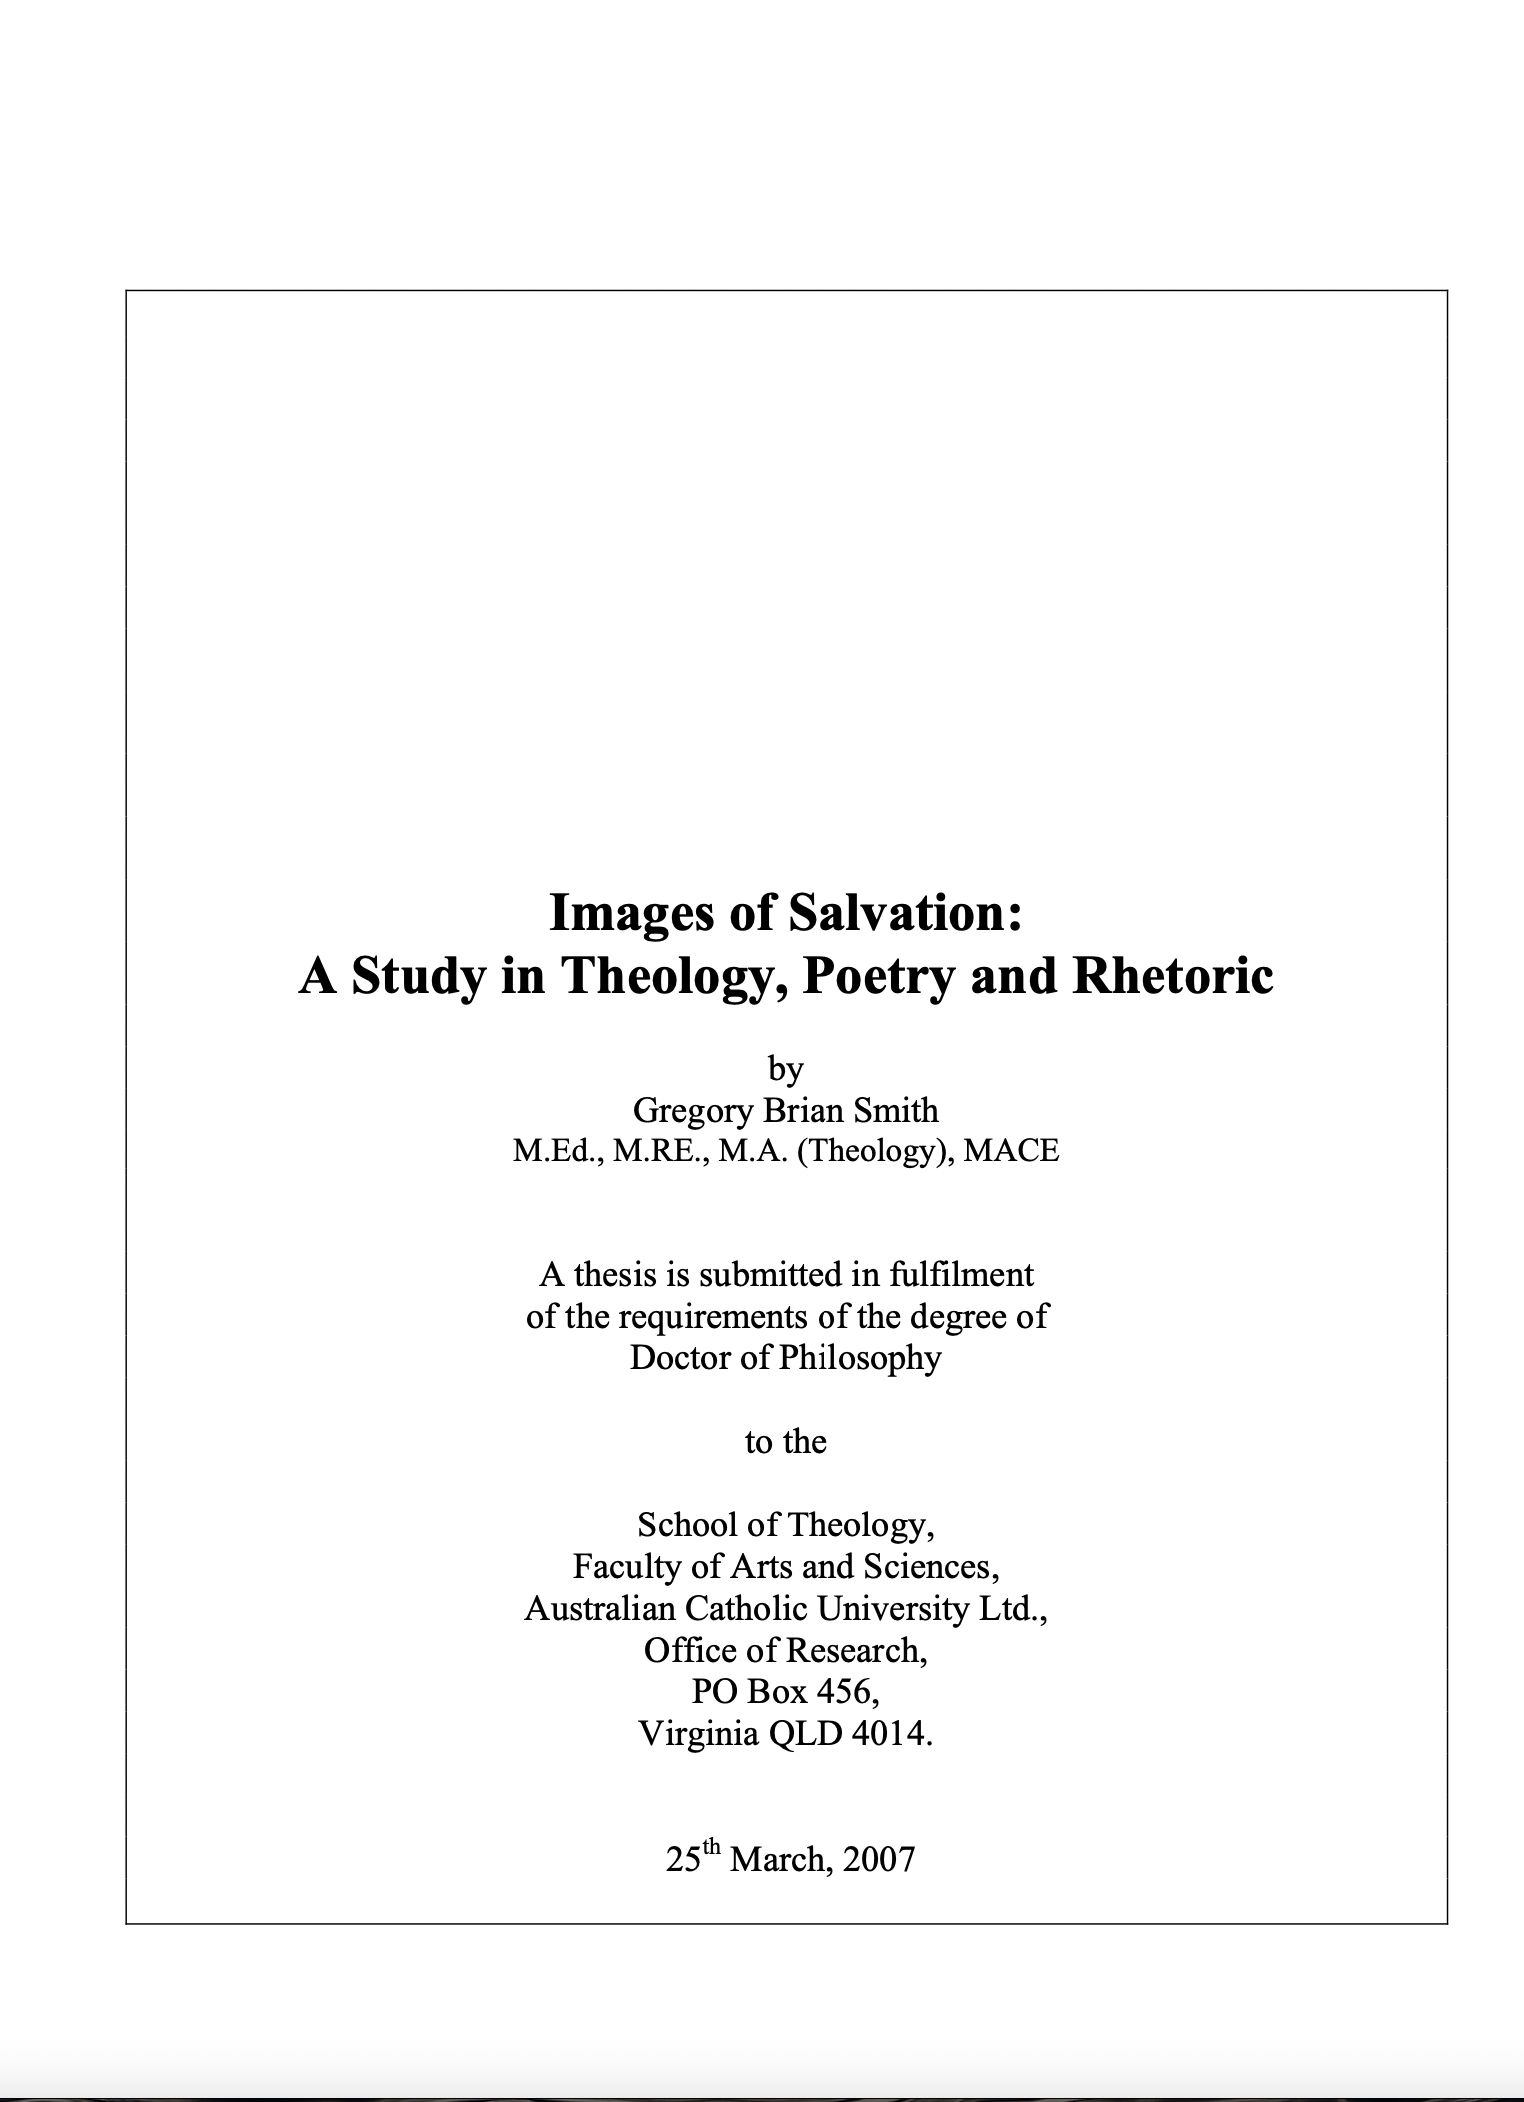 Images of Salvation:
A Study in Theology, Poetry and Rhetoric
by
Gregory Brian Smith
M.Ed., M.RE., M.A. (Theology), MACE
A thesis is submitted in fulfilment
of the requirements of the degree of
Doctor of Philosophy
to the
School of Theology,
Faculty of Arts and Sciences,
Australian Catholic University Ltd.,
Office of Research,
PO Box 456,
Virginia QLD 4014.
25th March, 2007